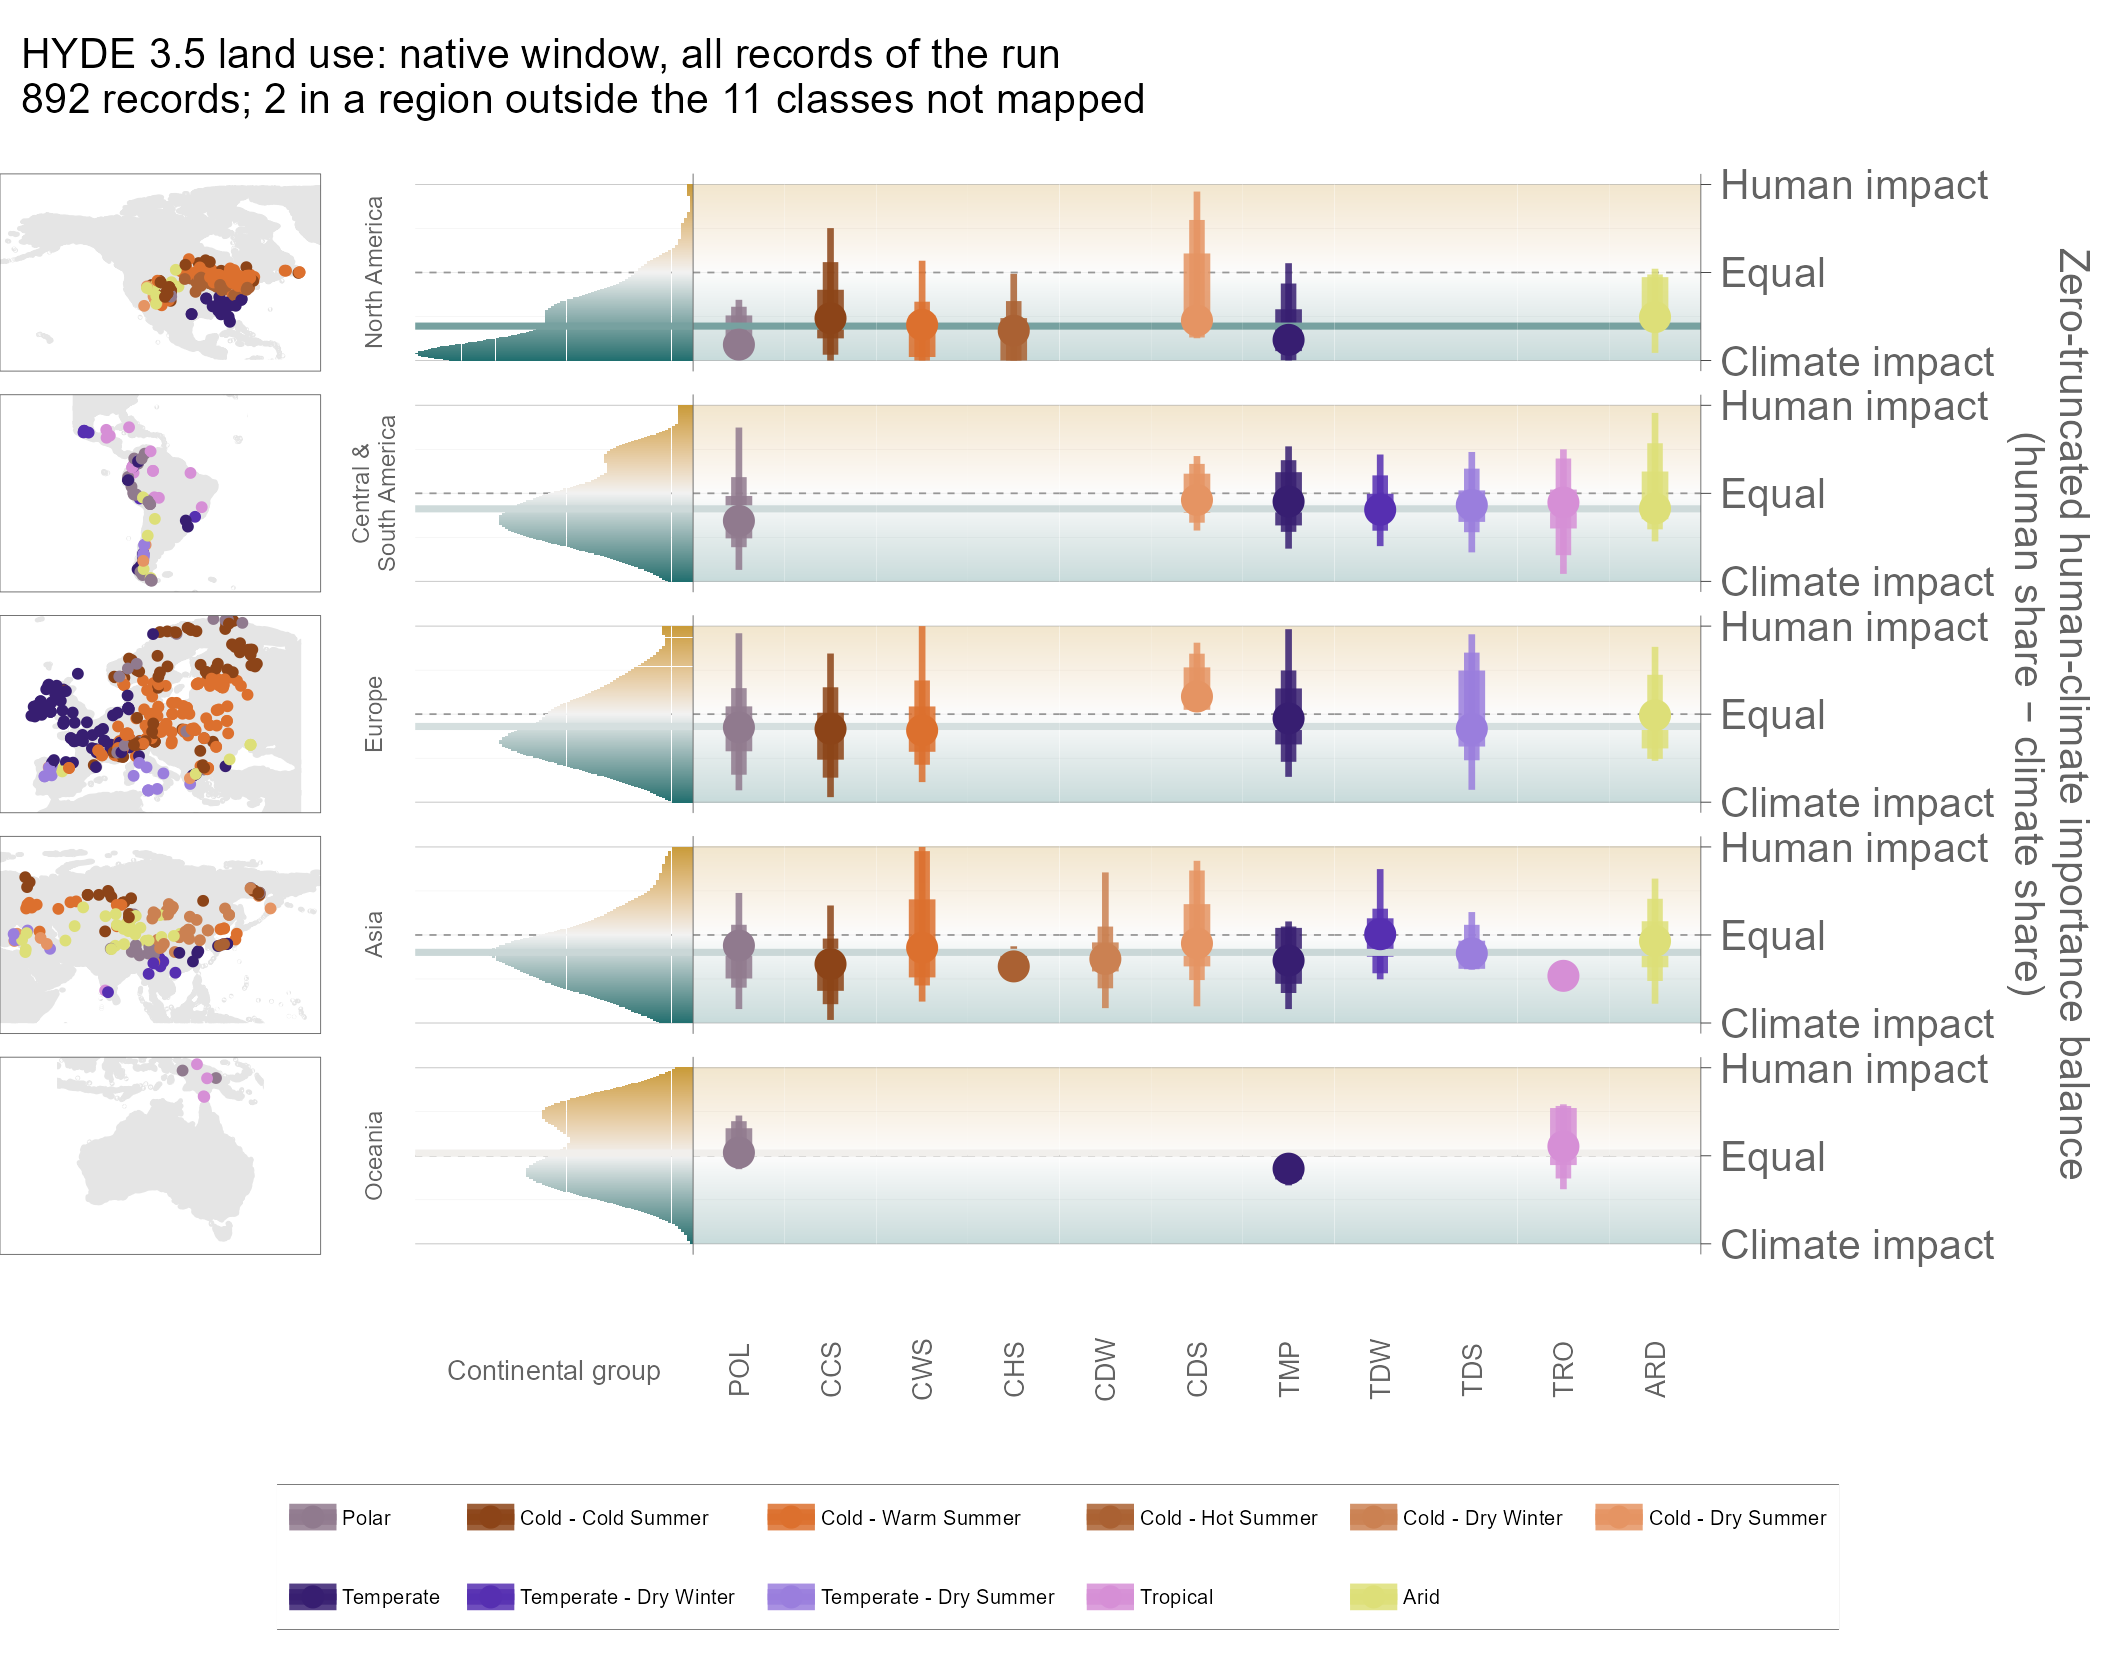 HYDE 3.5 land use: native window, all records of the run
892 records; 2 in a region outside the 11 classes not mapped
North America
Human impact
Equal
Climate impact
Central &
South America
Human impact
Equal
Climate impact
Europe
Human impact
Equal
Climate impact
Asia
Human impact
Equal
Climate impact
Oceania
Human impact
Equal
Climate impact
Zero-truncated human-climate importance balance
(human share – climate share)
Continental group
POL
CCS
CWS
CHS
CDW
CDS
TMP
TDW
TDS
TRO
ARD
Polar
Cold - Cold Summer
Cold - Warm Summer
Cold - Hot Summer
Cold - Dry Winter
Cold - Dry Summer
Temperate
Temperate - Dry Winter
Temperate - Dry Summer
Tropical
Arid